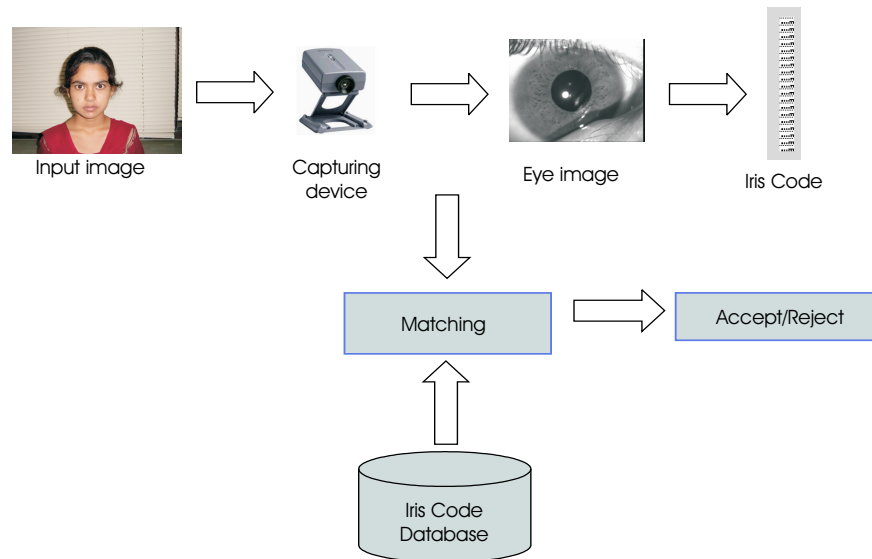 Input image
Capturing
device
Eye image
Iris Code
Matching
Accept/Reject
Iris Code
Database